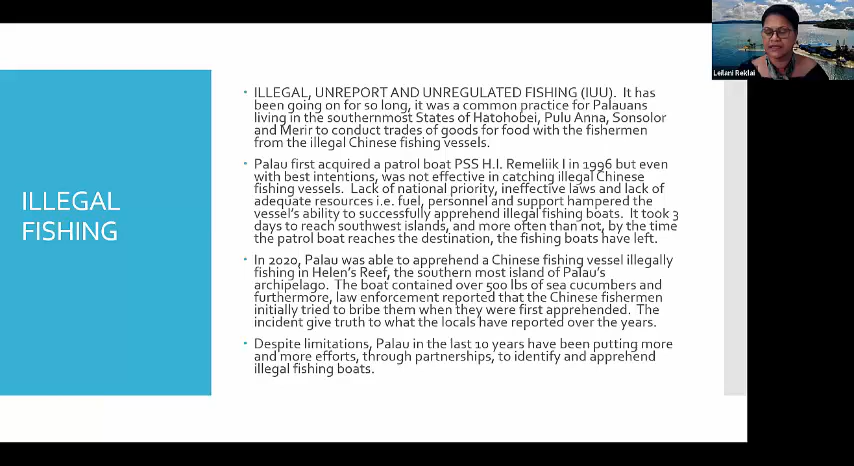 Leilani Reklai
ILLEGAL
FISHING
• ILLEGAL, UNREPORT AND UNREGULATED FISHING (IUU). It has
been going on for so long, it was a common practice for Palauans
living in the southernmost States of Hatohobei, Pulu Anna, Sonsolor
and Merir to conduct trades of goods for food with the fishermen
from the illegal Chinese fishing vessels.
• Palau first acquired a patrol boat PSS H.I. Remeliik I in 1996 but even
with best intentions, was not effective in catching illegal Chinese
fishing vessels. Lack of national priority, ineffective laws and lack of
adequate resources i.e. fuel, personnel and support hampered the
vessel's ability to successfully apprehend illegal fishing boats. It took 3
days to reach southwest islands, and more often than not, by the time
the patrol boat reaches the destination, the fishing boats have left.
• In 2020, Palau was able to apprehend a Chinese fishing vessel illegally
fishing in Helen's Reef, the southern most island of Palau's
archipelago. The boat contained over 500 lbs of sea cucumbers and
furthermore, law enforcement reported that the Chinese fishermen
initially tried to bribe them when they were first apprehended. The
incident give truth to what the locals have reported over the years.
• Despite limitations, Palau in the last 10 years have been putting more
and more efforts, through partnerships, to identify and apprehend
illegal fishing boats.